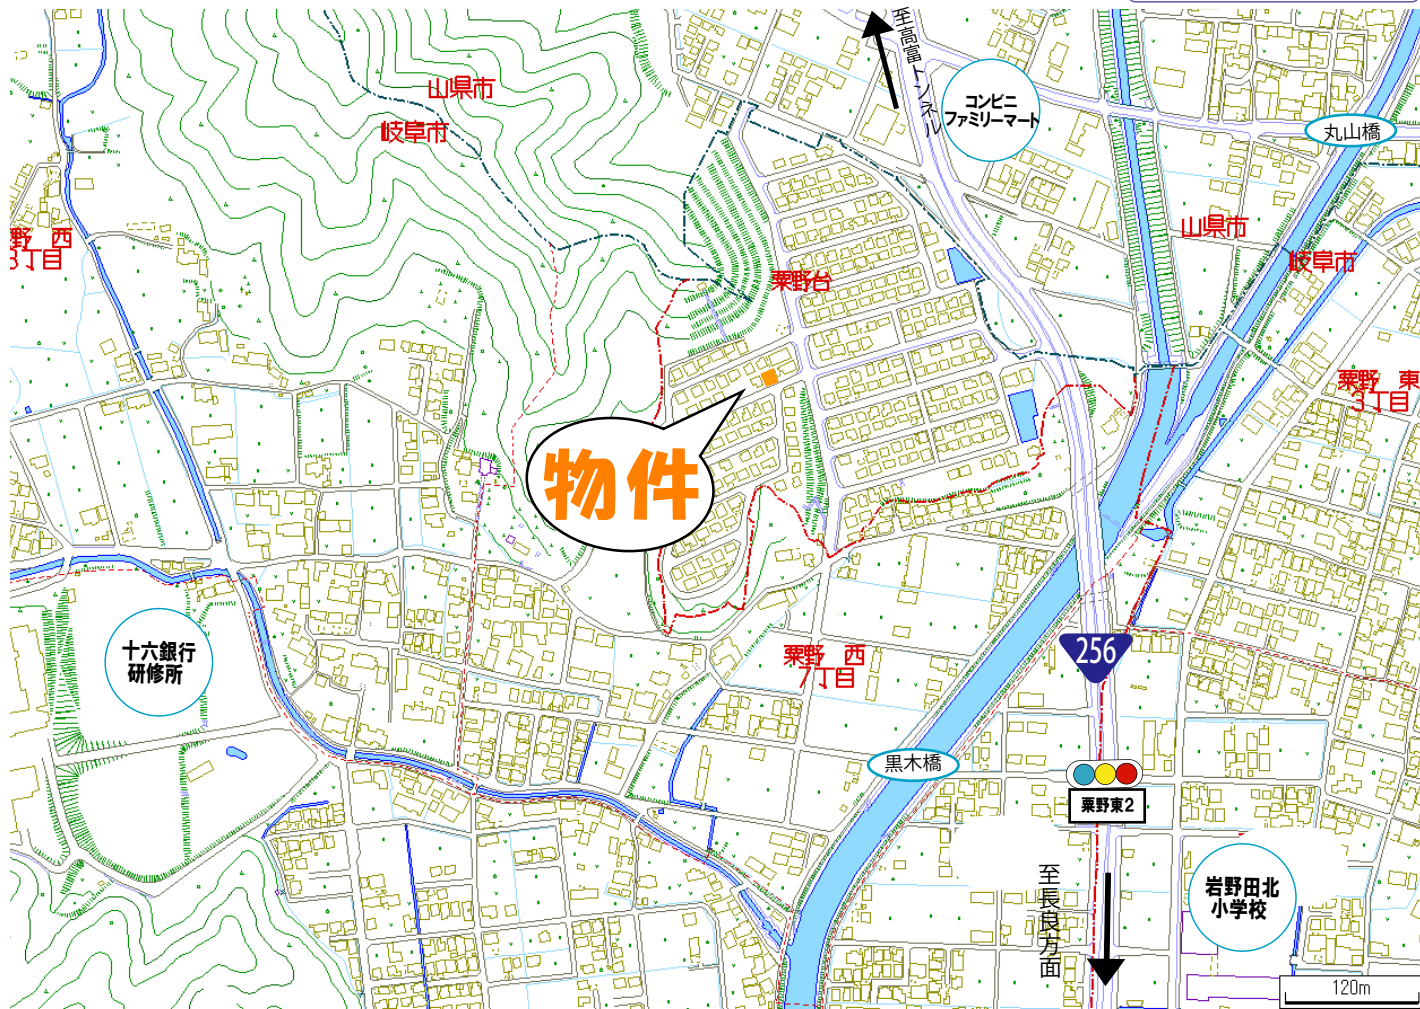 至高富トンネル
山県市
岐阜市
コンビニ
ファミリーマート
丸山橋
野 西
3丁目
山県市
岐阜市
粟野台
粟野 東
3丁目
物件
十六銀行
研修所
粟野 西
7丁目
256
黒木橋
粟野東2
至長良方面
岩野田北
小学校
120m